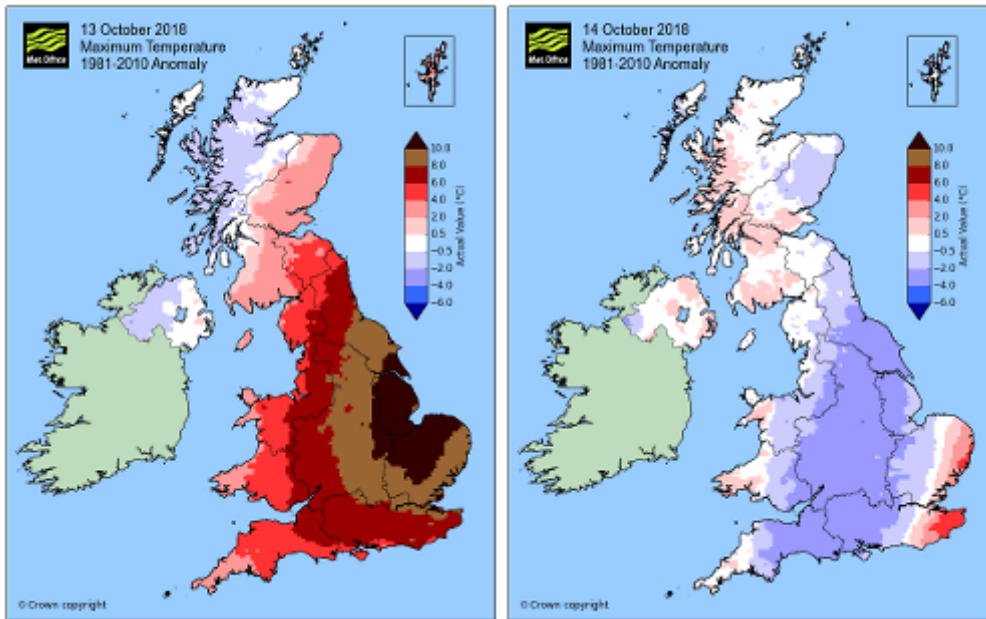 Met Office
13 October 2018
Maximum Temperature
1981-2010 Anomaly
10.0
8.0
6.0
4.0
2.0
0.5
−0.5
−2.0
−4.0
−6.0
Actual Value (°C)
© Crown copyright
Met Office
14 October 2018
Maximum Temperature
1981-2010 Anomaly
10.0
8.0
6.0
4.0
2.0
0.5
−0.5
−2.0
−4.0
−6.0
Actual Value (°C)
© Crown copyright